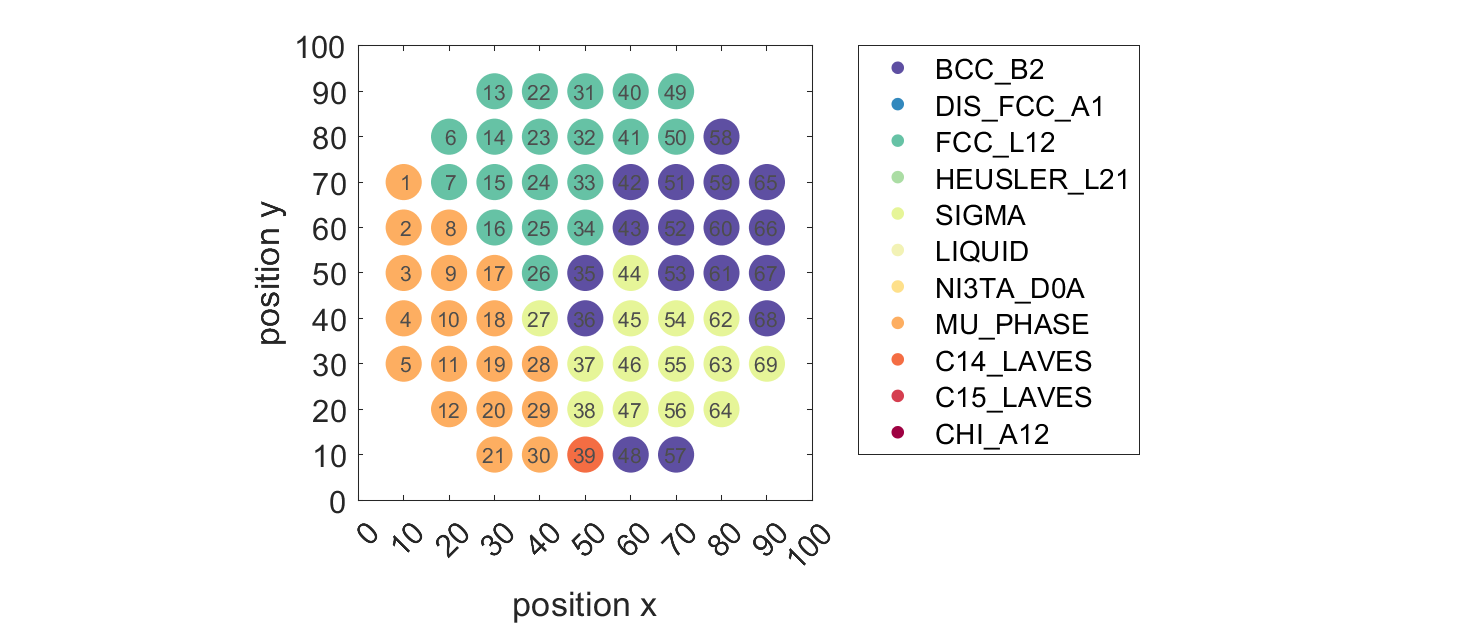 100
90
80
70
60
50
40
30
20
10
0
position y
13 22 31 40 49
6 14 23 32 41 50 58
1 7 15 24 33 42 51 59 65
2 8 16 25 34 43 52 60 66
3 9 17 26 35 44 53 61 67
4 10 18 27 36 45 54 62 68
5 11 19 28 37 46 55 63 69
12 20 29 38 47 56 64
21 30 39 48 57
0 10 20 30 40 50 60 70 80 90 100
position x
BCC_B2
DIS_FCC_A1
FCC_L12
HEUSLER_L21
SIGMA
LIQUID
NI3TA_D0A
MU_PHASE
C14_LAVES
C15_LAVES
CHI_A12